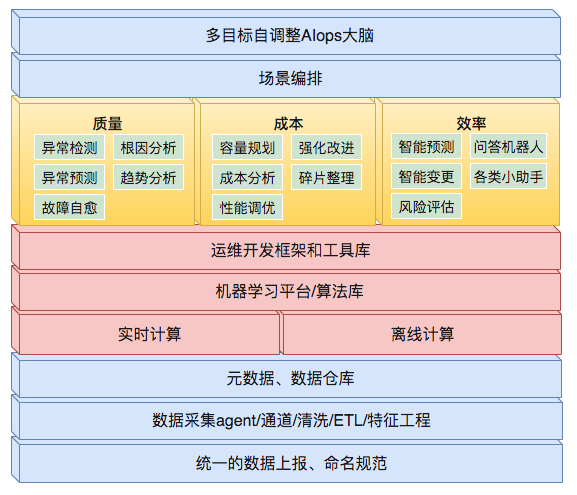 多目标自调整AIops大脑
场景编排
质量
异常检测 根因分析
异常预测 趋势分析
故障自愈
成本
容量规划 强化改进
成本分析 碎片整理
性能调优
效率
智能预测 问答机器人
智能变更 各类小助手
风险评估
运维开发框架和工具库
机器学习平台/算法库
实时计算 离线计算
元数据、数据仓库
数据采集agent/通道/清洗/ETL/特征工程
统一的数据上报、命名规范